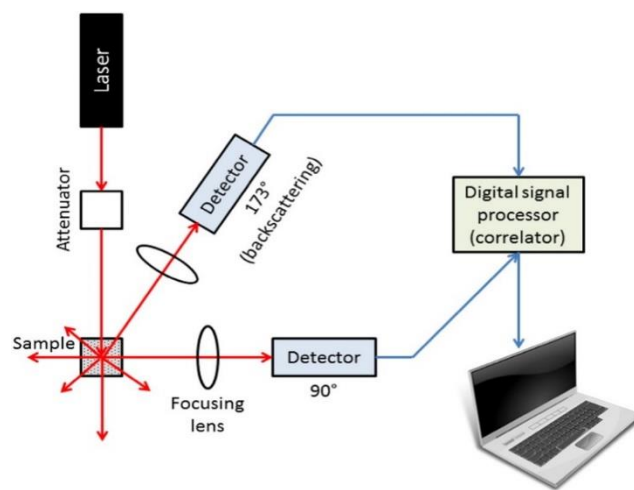 Laser
Attenuator
Detector
173°
(backscattering)
Digital signal
processor
(correlator)
Sample
Detector
90°
Focusing
lens